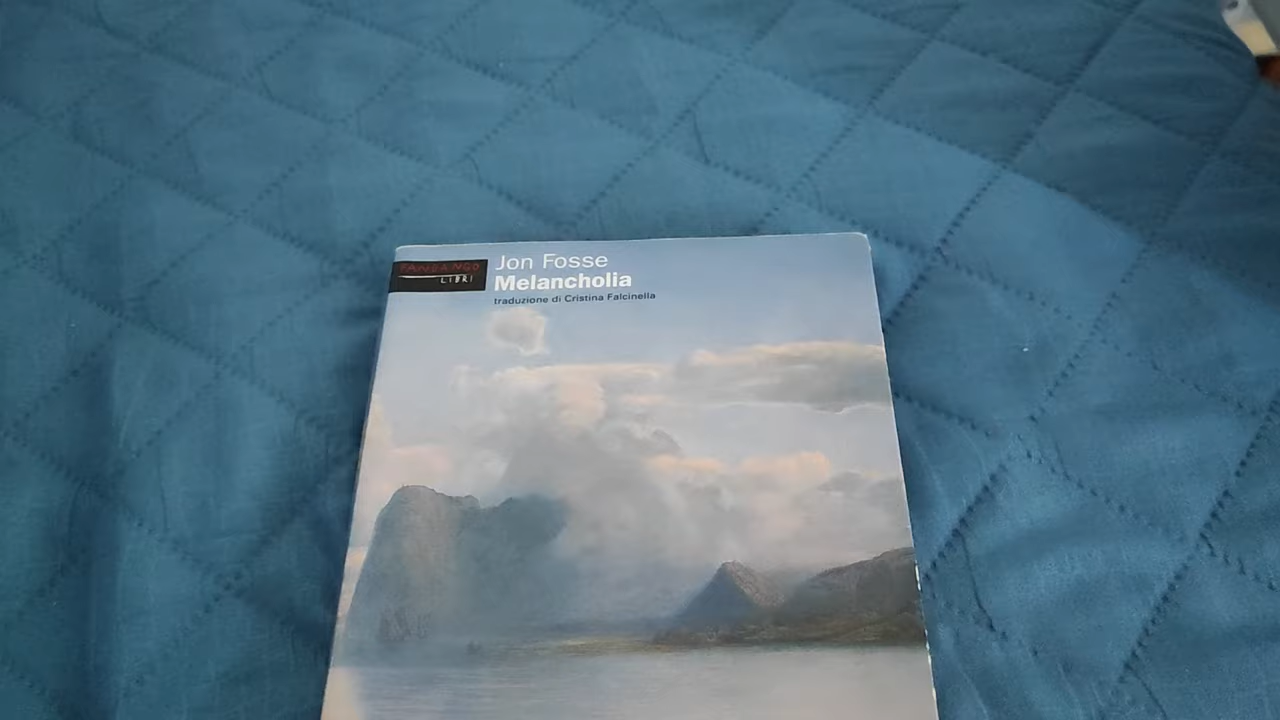 FANDANGO
LIBRI
Jon Fosse
Melancholia
traduzione di Cristina Falcinella